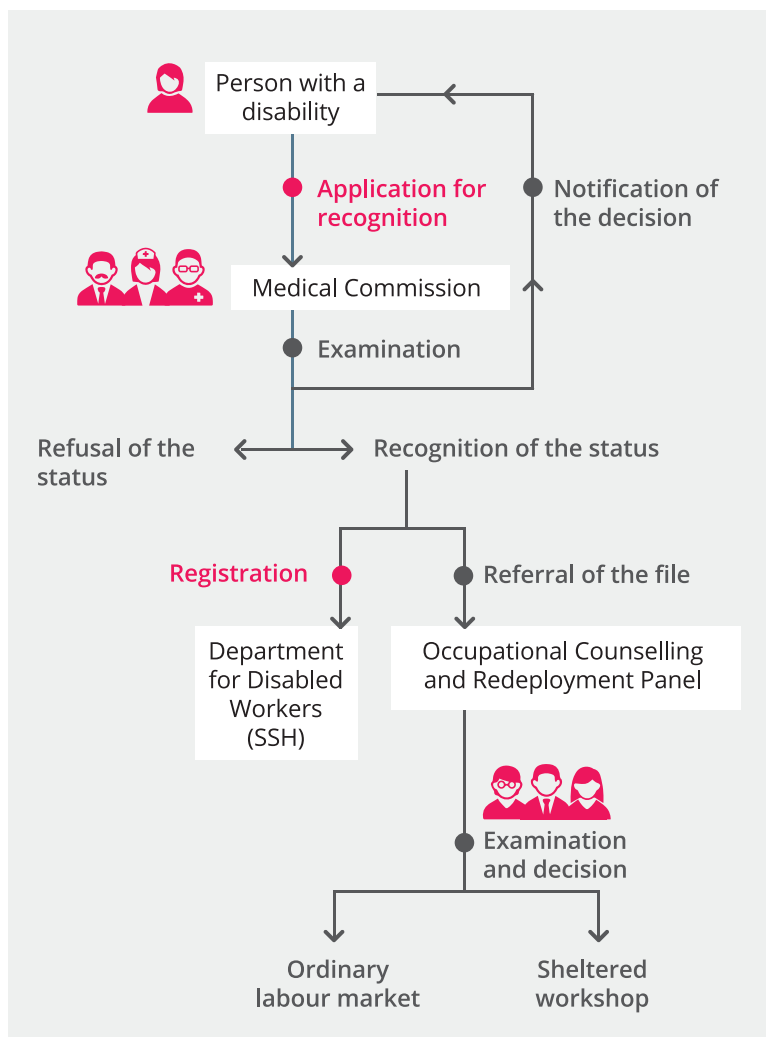 Person with a
disability
Application for
recognition
Notification of
the decision
Medical Commission
Examination
Refusal of the
status
Recognition of the status
Registration
Referral of the file
Department
for Disabled
Workers
(SSH)
Occupational Counselling
and Redeployment Panel
Examination
and decision
Ordinary
labour market
Sheltered
workshop